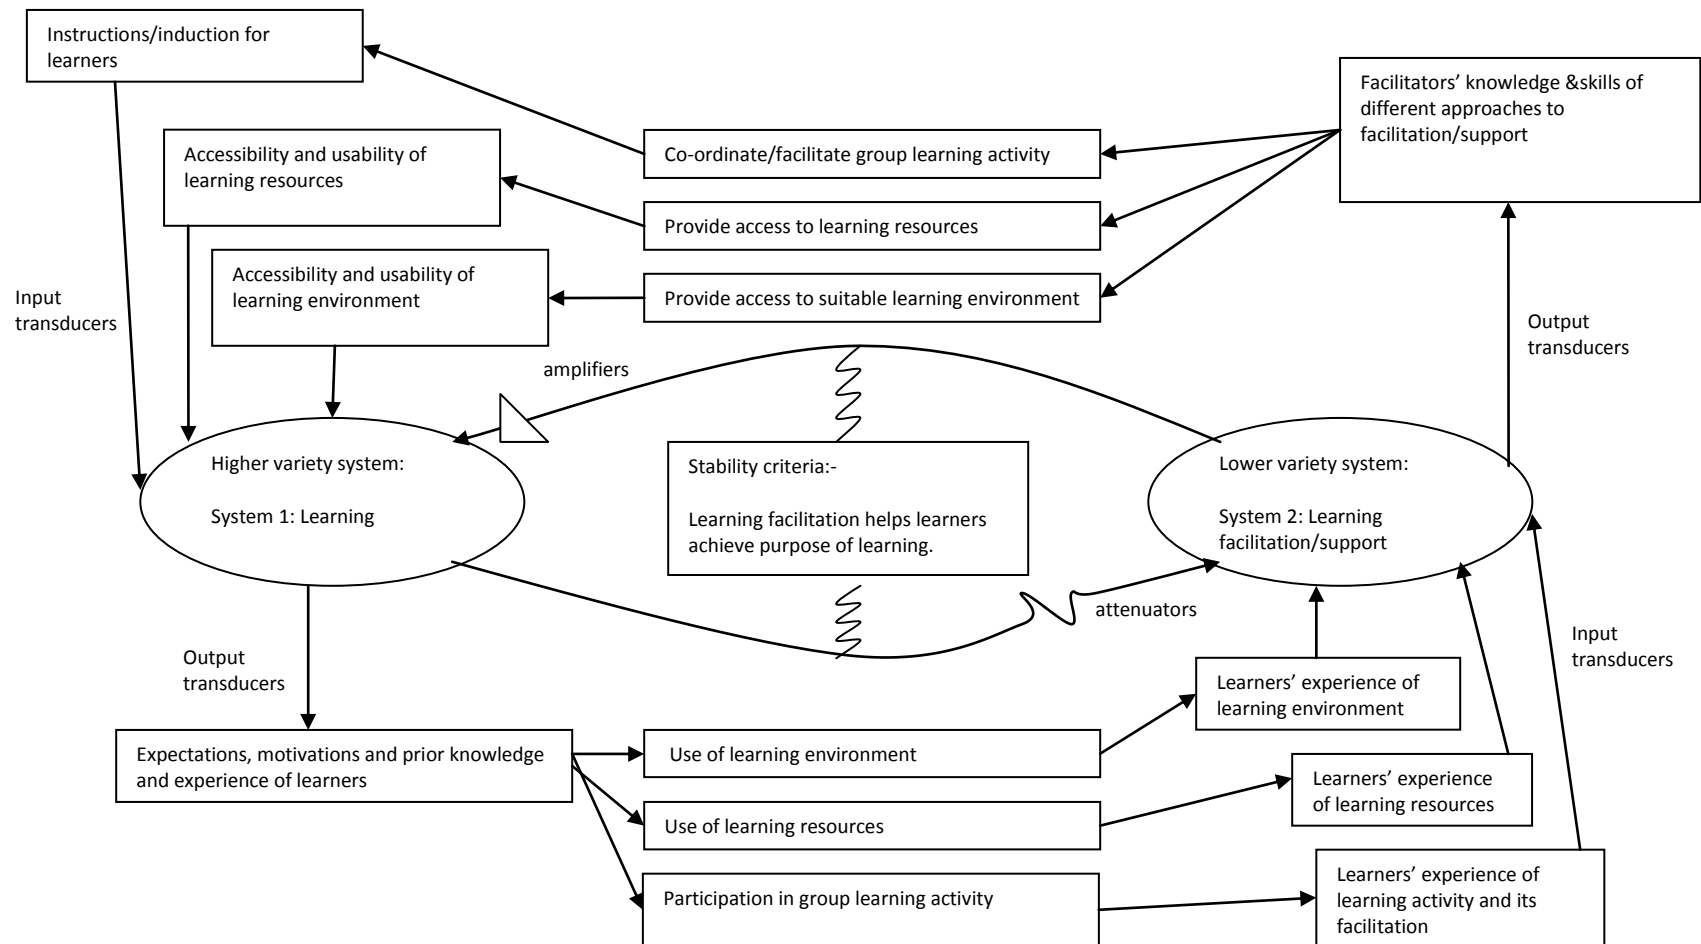 Instructions/induction for
learners
Facilitators’ knowledge &skills of
different approaches to
facilitation/support
Co-ordinate/facilitate group learning activity
Accessibility and usability of
learning resources
Provide access to learning resources
Accessibility and usability of
learning environment
Provide access to suitable learning environment
Input
transducers
Output
transducers
amplifiers
Higher variety system:
System 1: Learning
Stability criteria:-
Learning facilitation helps learners
achieve purpose of learning.
Lower variety system:
System 2: Learning
facilitation/support
attenuators
Output
transducers
Input
transducers
Learners’ experience of
learning environment
Expectations, motivations and prior knowledge
and experience of learners
Use of learning environment
Learners’ experience
of learning resources
Use of learning resources
Participation in group learning activity
Learners’ experience of
learning activity and its
facilitation